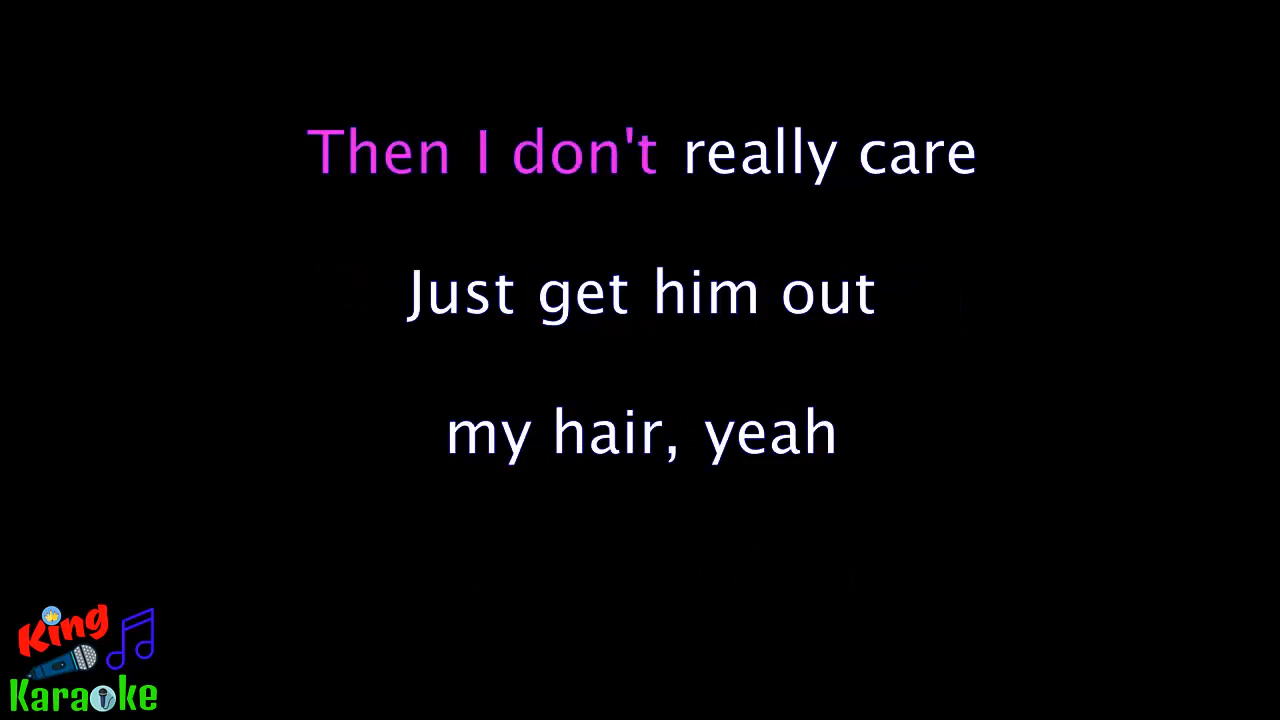 Then I don't really care
Just get him out
my hair, yeah
King
Karaoke